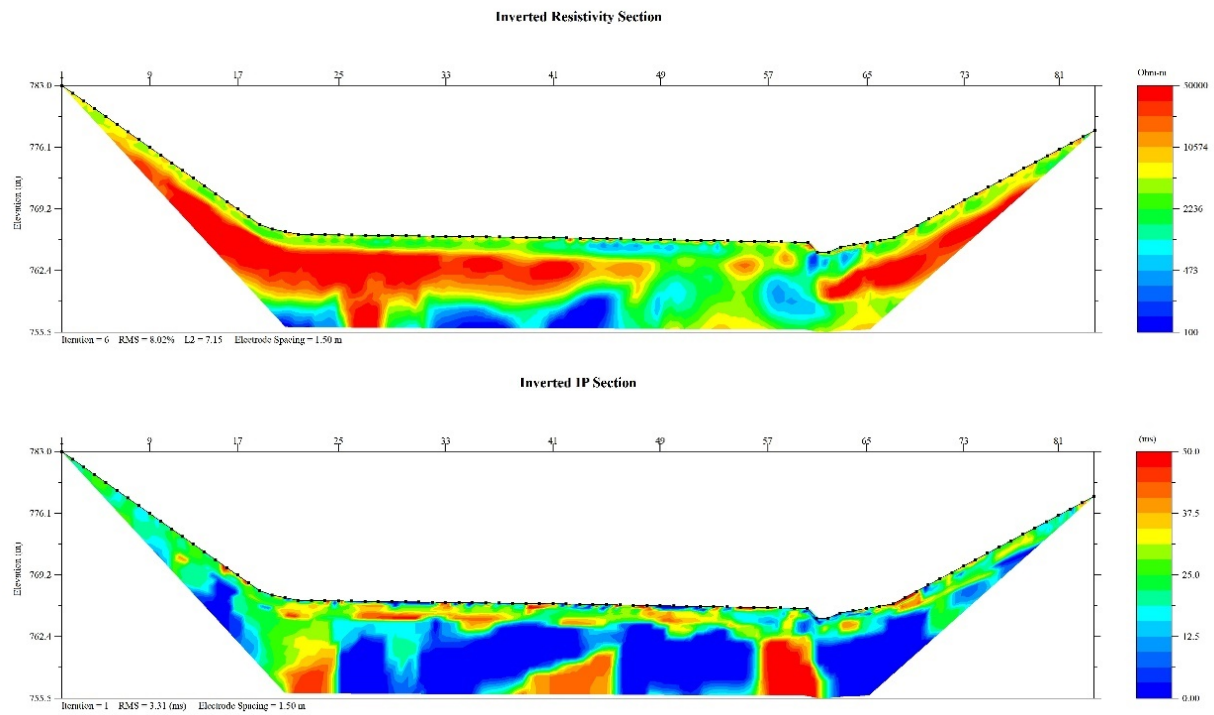 Inverted Resistivity Section
1 9 17 25 33 41 49 57 65 73 81
Ohm-m
783.0
776.1
769.2
762.4
755.5
Elevation (m)
50000
10574
2236
473
100
Iteration = 6 RMS = 8.02% L2 = 7.15 Electrode Spacing = 1.50 m
Inverted IP Section
1 9 17 25 33 41 49 57 65 73 81
(ms)
783.0
776.1
769.2
762.4
755.5
Elevation (m)
50.0
37.5
25.0
12.5
0.00
Iteration = 1 RMS = 3.31 (ms) Electrode Spacing = 1.50 m